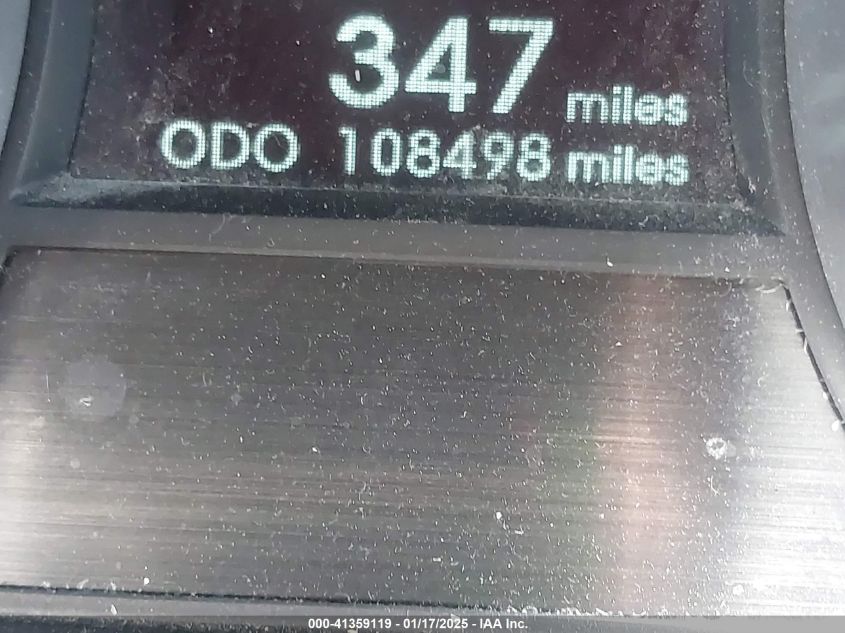 347 miles
ODO 108498 miles
000-41359119 - 01/17/2025 - IAA Inc.